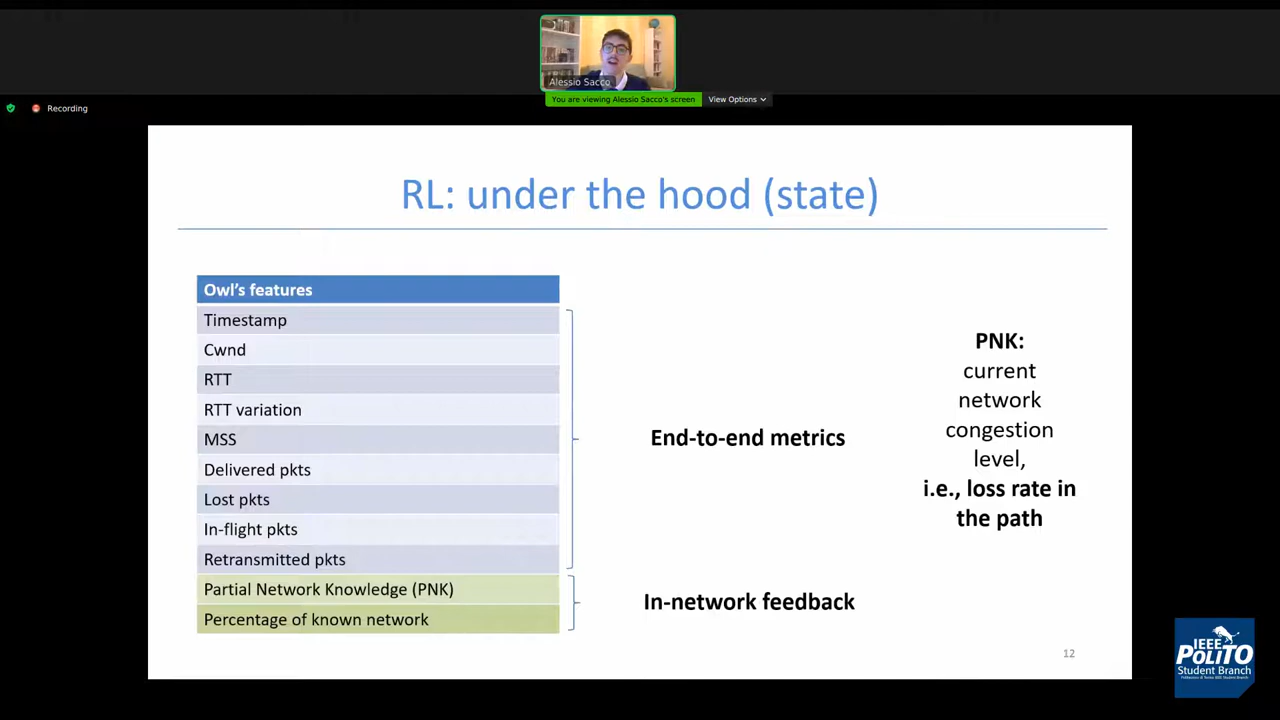 Alessio Sacco
You are viewing Alessio Sacco's screen
View Options
Recording
RL: under the hood (state)
Owl's features
Timestamp
Cwnd
RTT
RTT variation
MSS
Delivered pkts
Lost pkts
In-flight pkts
Retransmitted pkts
Partial Network Knowledge (PNK)
Percentage of known network
End-to-end metrics
In-network feedback
PNK:
current
network
congestion
level,
i.e., loss rate in
the path
12
IEEE
POLITO
Student Branch